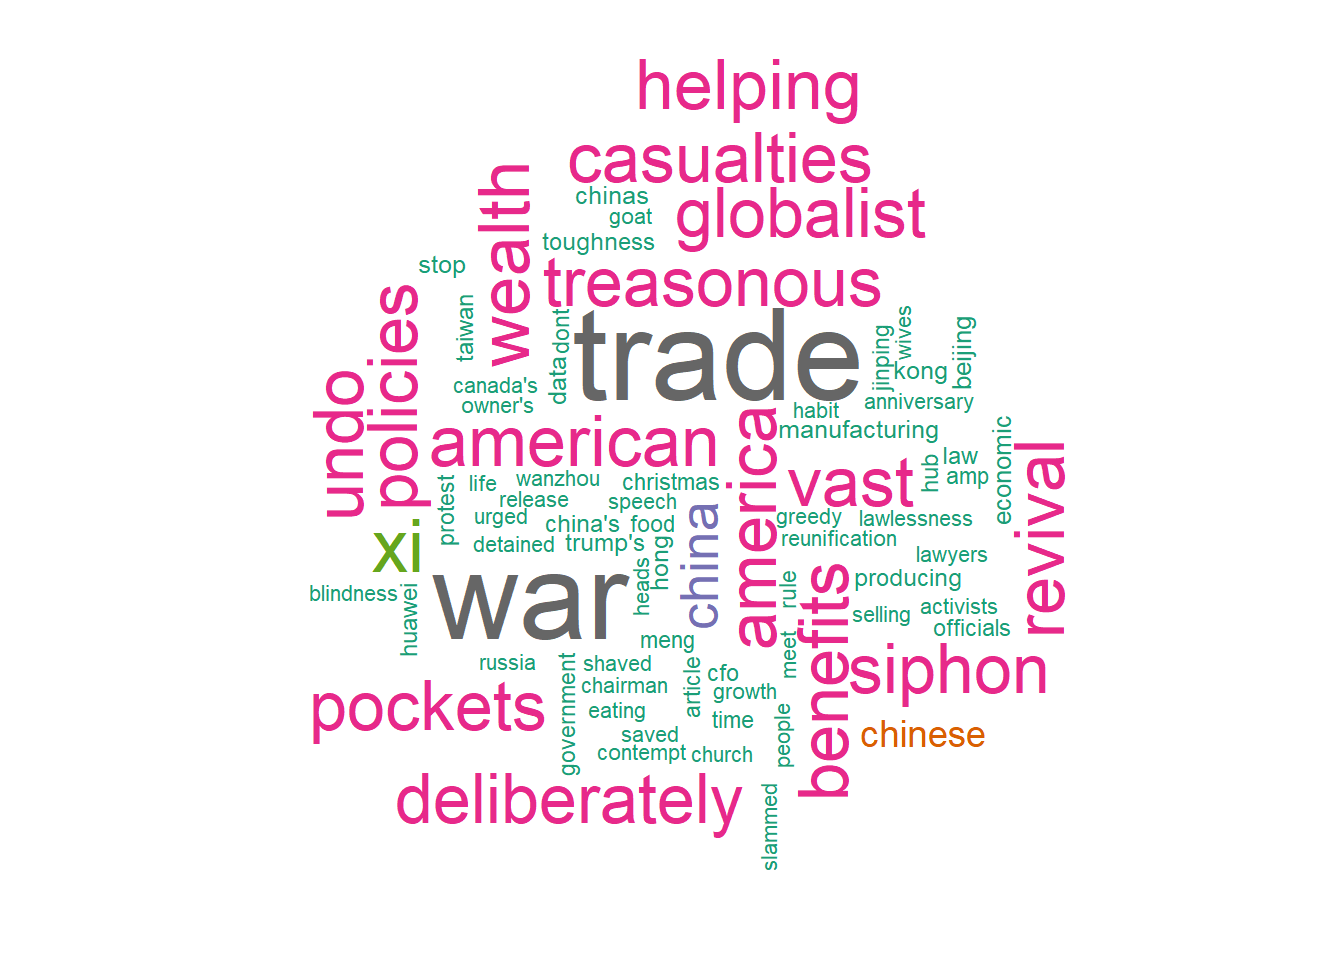 helping
casualties
chinas
goat
globalist
toughness
wealth
stop
treasonous
policies
taiwan
dont
trade
jinping
wives
beijing
kong
data
canada's
owner's
undo
habit
anniversary
american
manufacturing
america
vast
hub
law
amp
economic
revival
protest
life
wanzhou
christmas
release
speech
urged
china's
food
greedy
lawlessness
xi
detained
trump's
hong
china
reunification
lawyers
blindness
huawei
war
heads
rule
producing
benefits
selling
activists
officials
meng
meet
russia
shaved
government
chairman
article
cfo
growth
siphon
pockets
eating
time
people
chinese
saved
contempt
church
deliberately
slammed